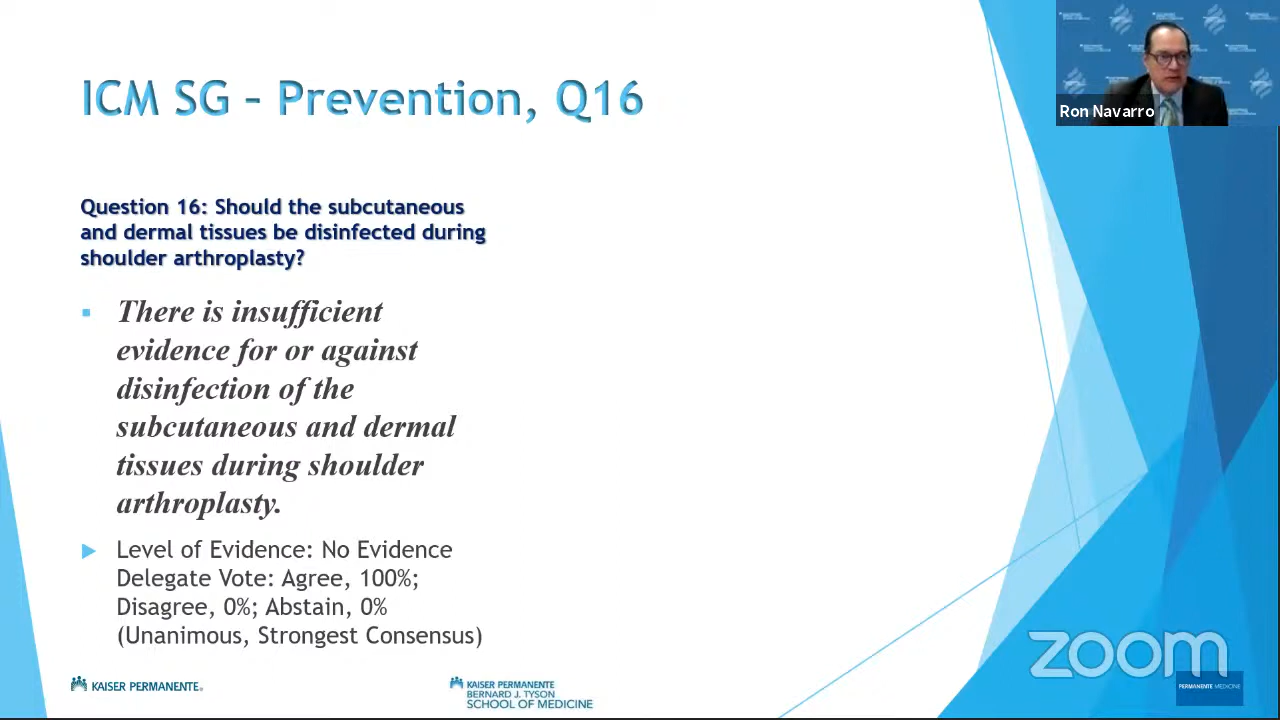 ICM SG – Prevention, Q16
Ron Navarro
Question 16: Should the subcutaneous
and dermal tissues be disinfected during
shoulder arthroplasty?
There is insufficient
evidence for or against
disinfection of the
subcutaneous and dermal
tissues during shoulder
arthroplasty.
Level of Evidence: No Evidence
Delegate Vote: Agree, 100%;
Disagree, 0%; Abstain, 0%
(Unanimous, Strongest Consensus)
KAISER PERMANENTE®
KAISER PERMANENTE
BERNARD J. TYSON
SCHOOL OF MEDICINE
zoom
PERMANENTE MEDICINE